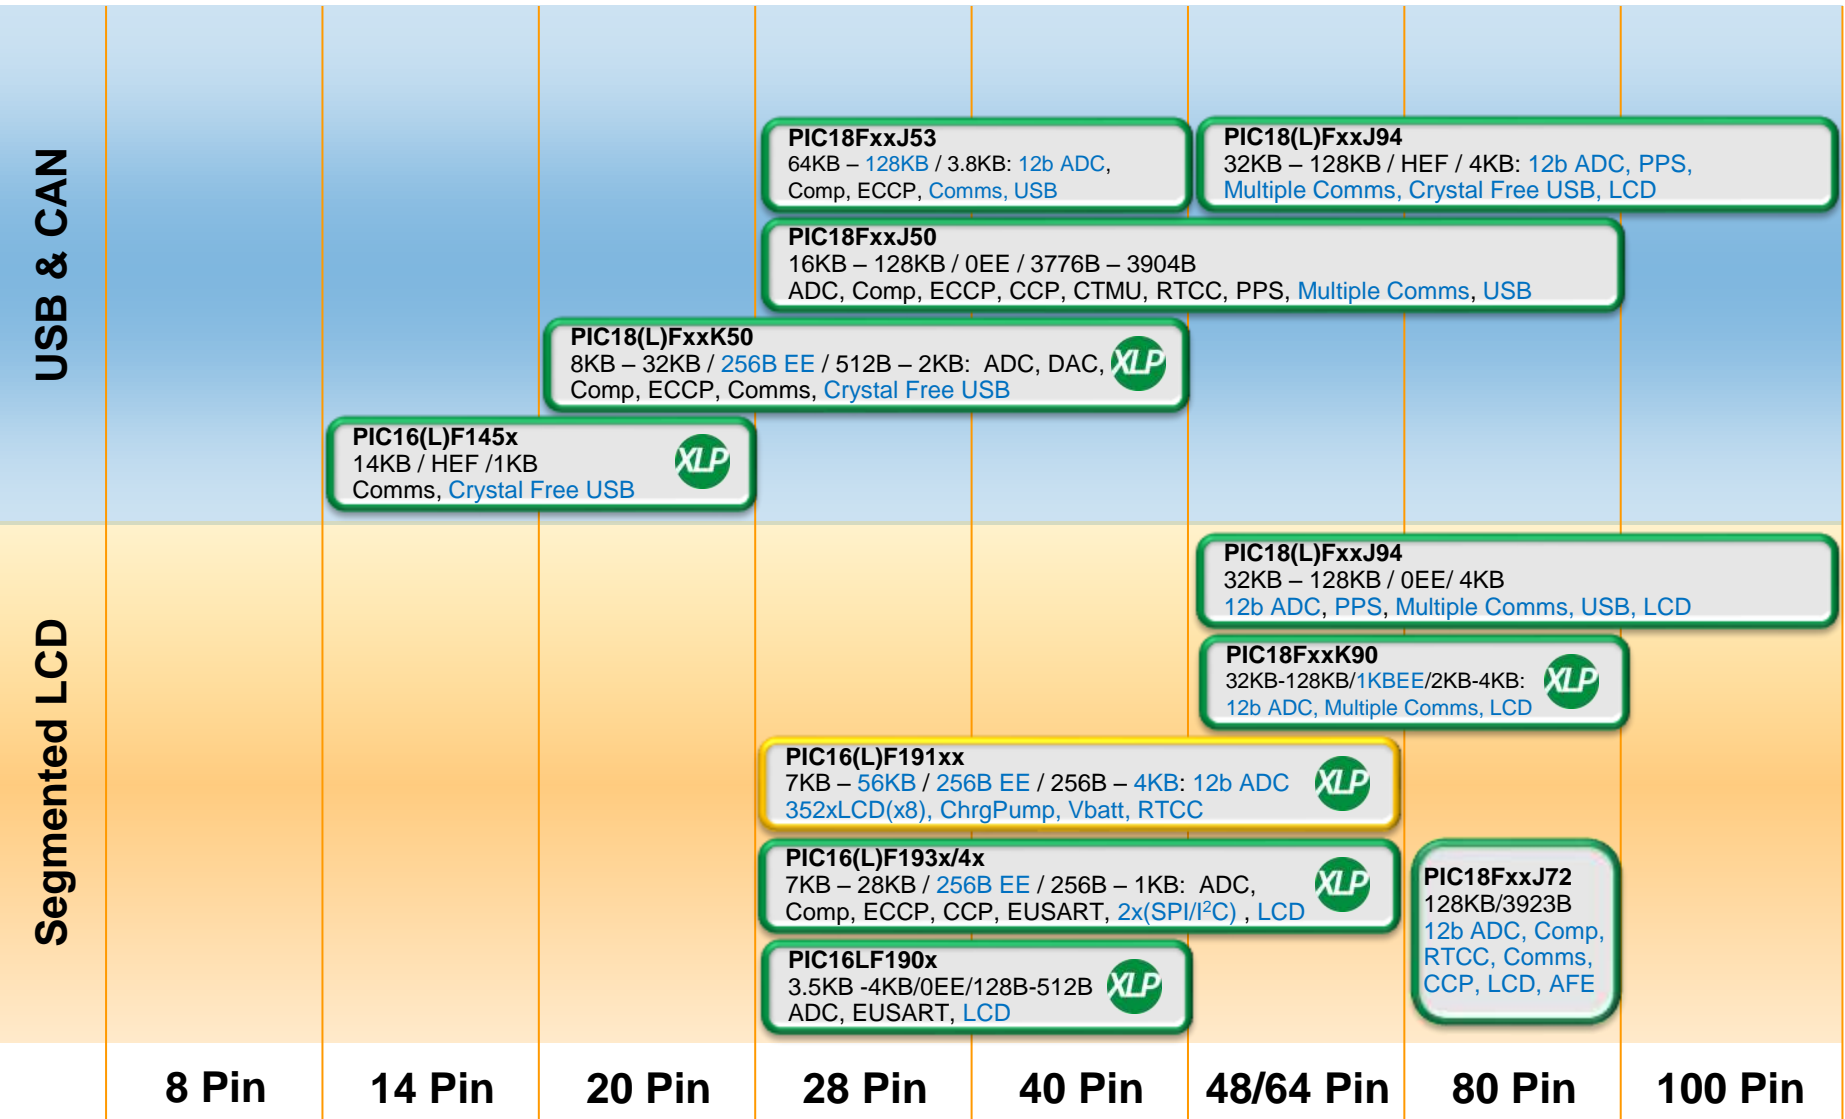 USB & CAN
PIC18FxxJ53
64KB – 128KB / 3.8KB: 12b ADC,
Comp, ECCP, Comms, USB
PIC18(L)FxxJ94
32KB – 128KB / HEF / 4KB: 12b ADC, PPS,
Multiple Comms, Crystal Free USB, LCD
PIC18FxxJ50
16KB – 128KB / 0EE / 3776B – 3904B
ADC, Comp, ECCP, CCP, CTMU, RTCC, PPS, Multiple Comms, USB
PIC18(L)FxxK50
8KB – 32KB / 256B EE / 512B – 2KB: ADC, DAC,
Comp, ECCP, Comms, Crystal Free USB
XLP
PIC16(L)F145x
14KB / HEF /1KB
Comms, Crystal Free USB
XLP
Segmented LCD
PIC18(L)FxxJ94
32KB – 128KB / 0EE/ 4KB
12b ADC, PPS, Multiple Comms, USB, LCD
PIC18FxxK90
32KB-128KB/1KBEE/2KB-4KB:
12b ADC, Multiple Comms, LCD
XLP
PIC16(L)F191xx
7KB – 56KB / 256B EE / 256B – 4KB: 12b ADC
352xLCD(x8), ChrgPump, Vbatt, RTCC
XLP
PIC16(L)F193x/4x
7KB – 28KB / 256B EE / 256B – 1KB: ADC,
Comp, ECCP, CCP, EUSART, 2x(SPI/I²C) , LCD
XLP
PIC18FxxJ72
128KB/3923B
12b ADC, Comp,
RTCC, Comms,
CCP, LCD, AFE
PIC16LF190x
3.5KB -4KB/0EE/128B-512B
ADC, EUSART, LCD
XLP
8 Pin 14 Pin 20 Pin 28 Pin 40 Pin 48/64 Pin 80 Pin 100 Pin